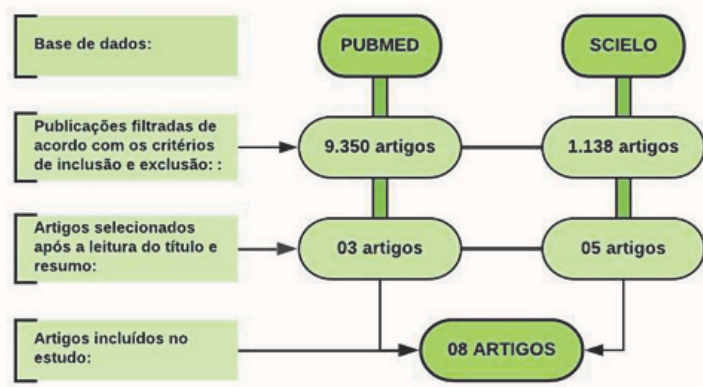 Base de dados:
PUBMED
SCIELO
Publicações filtradas de
acordo com os critérios
de inclusão e exclusão: :
9.350 artigos
1.138 artigos
Artigos selecionados
após a leitura do título e
resumo:
03 artigos
05 artigos
Artigos incluídos no
estudo:
08 ARTIGOS